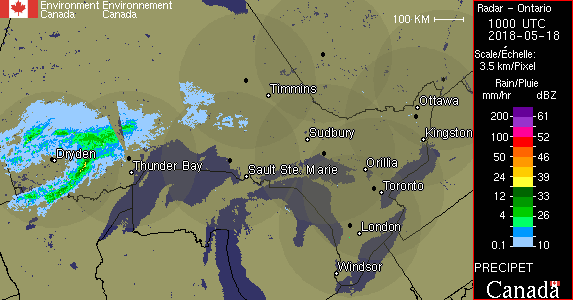 Environment Environnement
Canada Canada
100 KM
Timmins
Ottawa
Sudbury
Kingston
Dryden
Thunder Bay
Sault Ste. Marie
Orillia
Toronto
London
Windsor
Radar - Ontario
1000 UTC
2018-05-18
Scale/Échelle:
3.5 km/Pixel
Rain/Pluie
mm/hr dBZ
200 61
100 52
50 46
24 39
12 33
4 26
0.1 10
PRECIPET
Canada